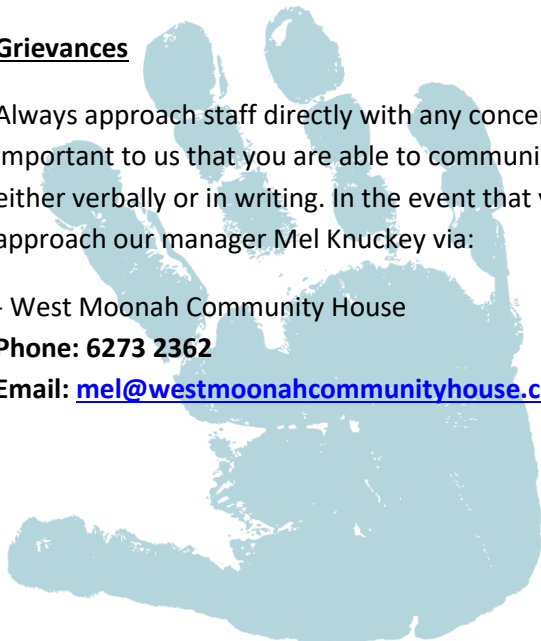 Grievances
Always approach staff directly with any concer
important to us that you are able to communi
either verbally or in writing. In the event that
approach our manager Mel Knuckey via:
- West Moonah Community House
Phone: 6273 2362
Email: mel@westmoonahcommunityhouse.c